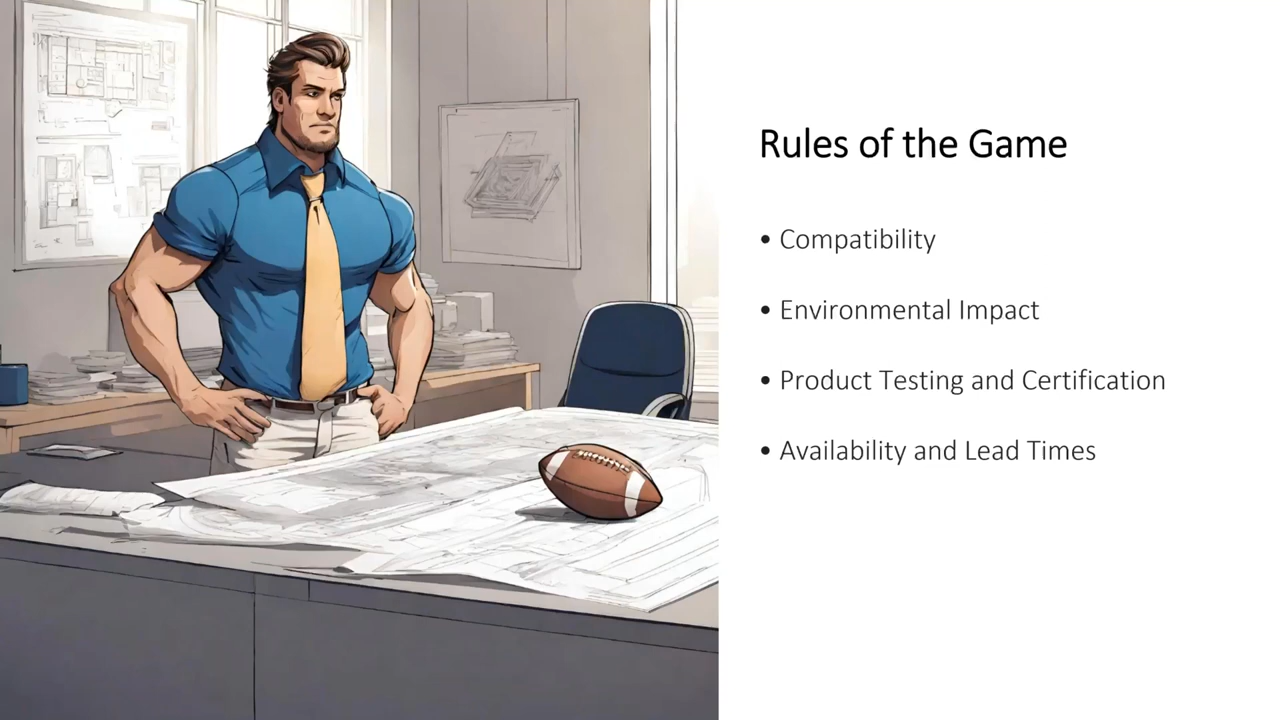 Rules of the Game
• Compatibility
• Environmental Impact
• Product Testing and Certification
• Availability and Lead Times